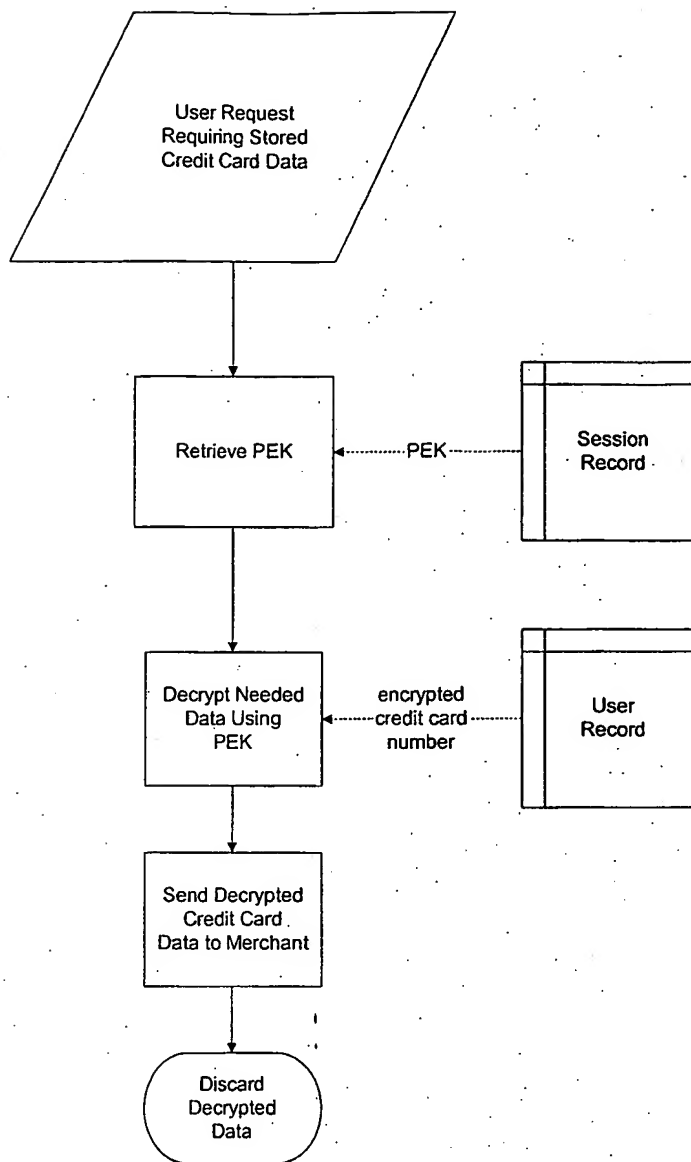 User Request
Requiring Stored
Credit Card Data
Retrieve PEK
PEK
Session
Record
Decrypt Needed
Data Using
PEK
encrypted
credit card
number
User
Record
Send Decrypted
Credit Card
Data to Merchant
Discard
Decrypted
Data